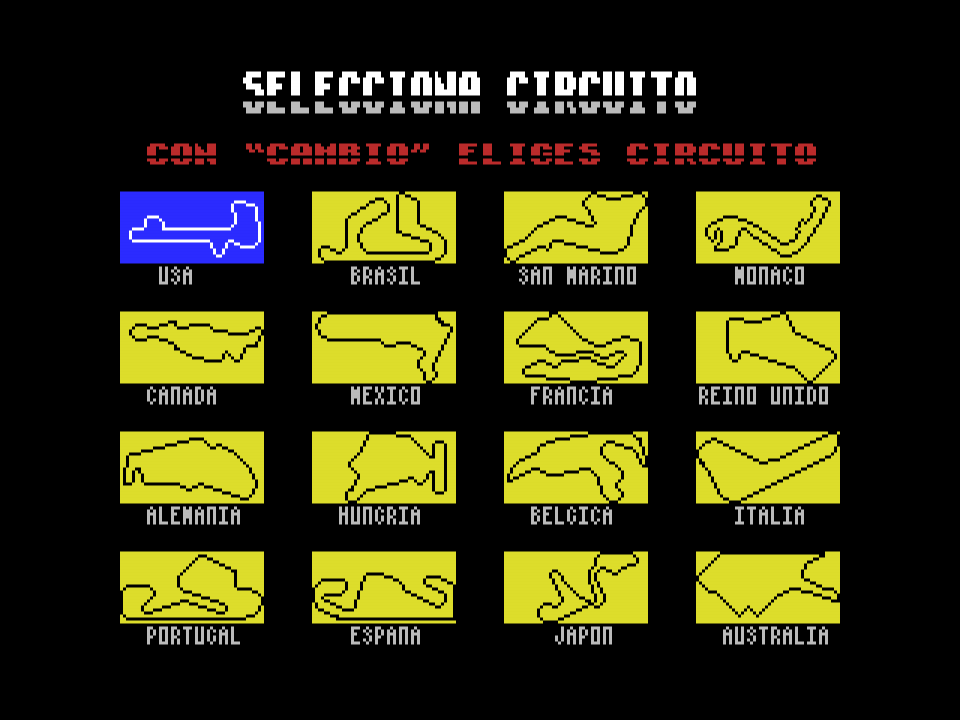 SELECCIONA CIRCUITO
CON "CAMBIO" ELIGES CIRCUITO
USA BRASIL SAN MARINO MONACO
CANADA MEXICO FRANCIA REINO UNIDO
ALEMANIA HUNGRIA BELGICA ITALIA
PORTUGAL ESPAÑA JAPON AUSTRALIA